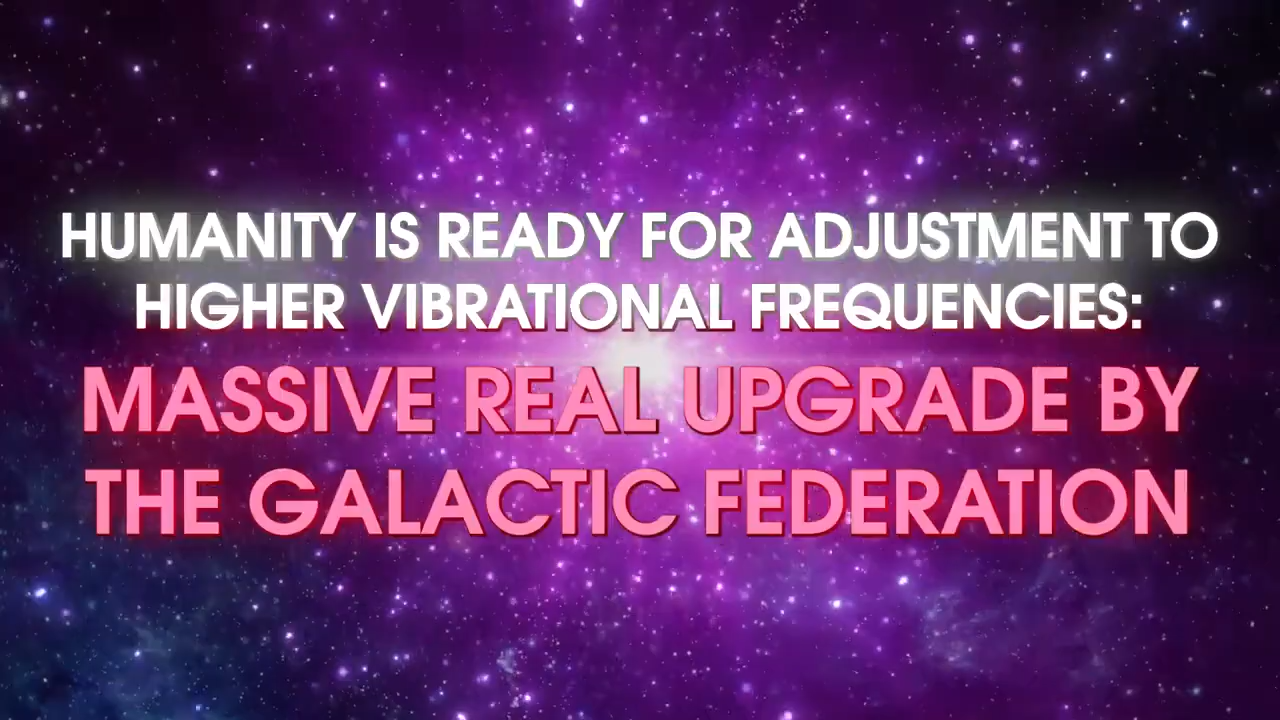 HUMANITY IS READY FOR ADJUSTMENT TO
HIGHER VIBRATIONAL FREQUENCIES:
MASSIVE REAL UPGRADE BY
THE GALACTIC FEDERATION